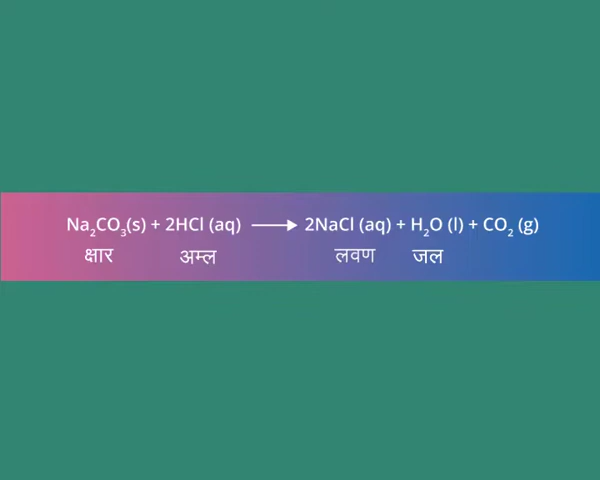 Na₂CO₃(s) + 2HCl (aq) ⟶ 2NaCl (aq) + H₂O (l) + CO₂ (g)
क्षार अम्ल लवण जल